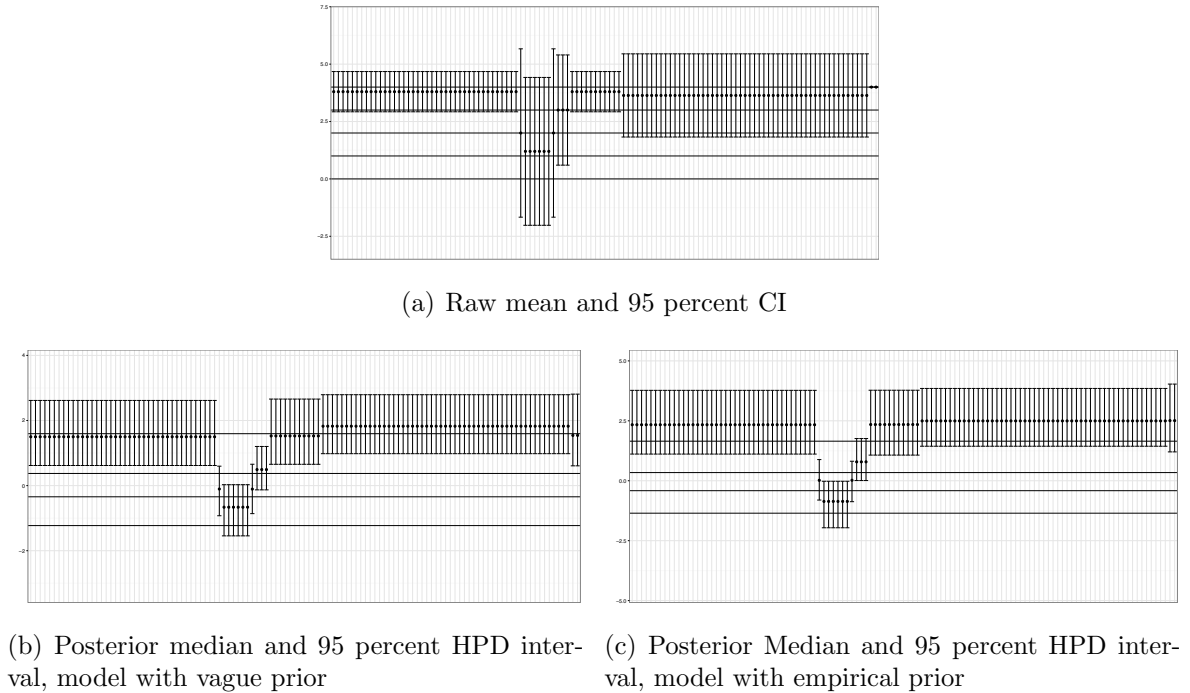 7.5
5.0
2.5
0.0
−2.5
(a) Raw mean and 95 percent CI
4
2
0
−2
5.0
2.5
0.0
−2.5
−5.0
(b) Posterior median and 95 percent HPD inter-
val, model with vague prior
(c) Posterior Median and 95 percent HPD inter-
val, model with empirical prior